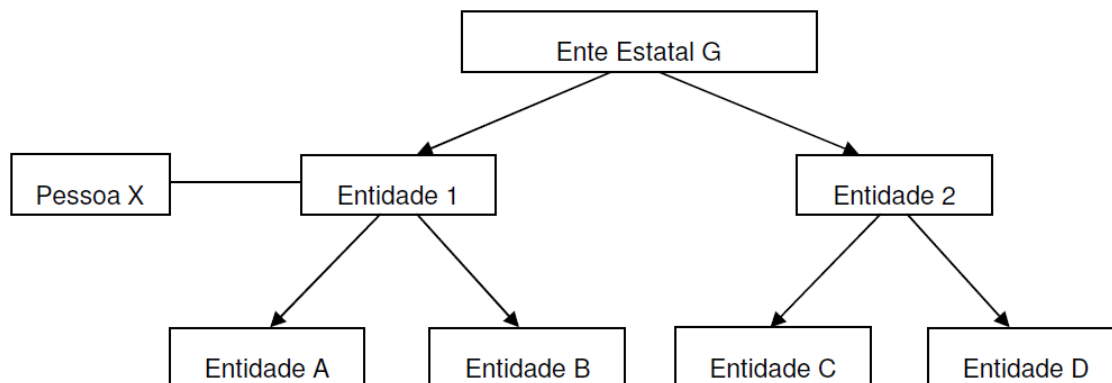 Ente Estatal G
Pessoa X
Entidade 1
Entidade 2
Entidade A
Entidade B
Entidade C
Entidade D